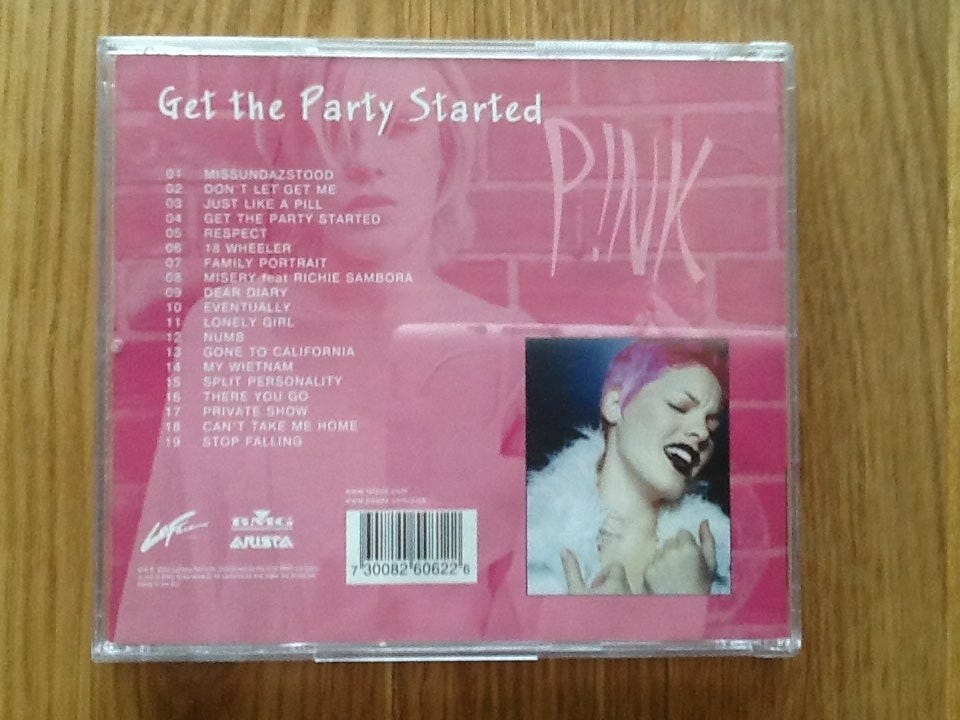 Get the Party Started
P!NK
01 MISSUNDAZSTOOD
02 DON'T LET GET ME
03 JUST LIKE A PILL
04 GET THE PARTY STARTED
05 RESPECT
06 18 WHEELER
07 FAMILY PORTRAIT
08 MISERY feat RICHIE SAMBORA
09 DEAR DIARY
10 EVENTUALLY
11 LONELY GIRL
12 NUMB
13 GONE TO CALIFORNIA
14 MY WIETNAM
15 SPLIT PERSONALITY
16 THERE YOU GO
17 PRIVATE SHOW
18 CAN'T TAKE ME HOME
19 STOP FALLING
LaFace
BMG
ARISTA
7 30082 60622 6